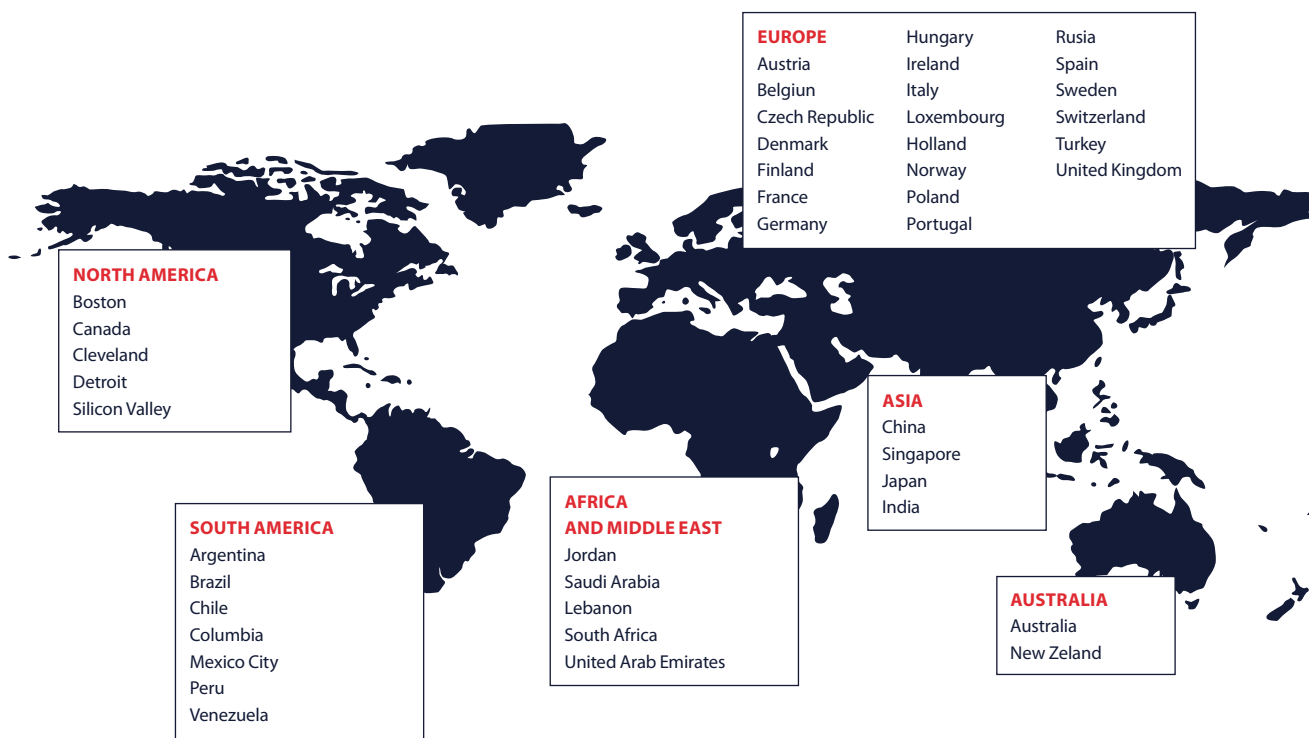 EUROPE
Austria
Belgiun
Czech Republic
Denmark
Finland
France
Germany
Hungary
Ireland
Italy
Loxembourg
Holland
Norway
Poland
Portugal
Rusia
Spain
Sweden
Switzerland
Turkey
United Kingdom
NORTH AMERICA
Boston
Canada
Cleveland
Detroit
Silicon Valley
ASIA
China
Singapore
Japan
India
AFRICA
AND MIDDLE EAST
Jordan
Saudi Arabia
Lebanon
South Africa
United Arab Emirates
SOUTH AMERICA
Argentina
Brazil
Chile
Columbia
Mexico City
Peru
Venezuela
AUSTRALIA
Australia
New Zeland